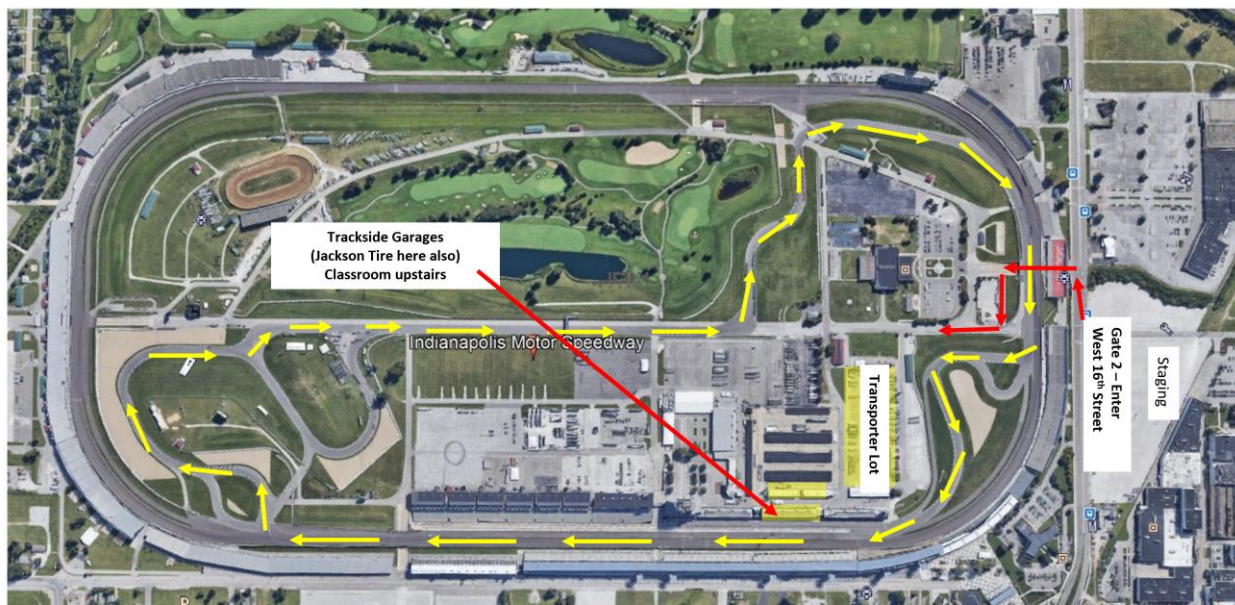 Trackside Garages
(Jackson Tire here also)
Classroom upstairs
Indianapolis Motor Speedway
Transporter Lot
Gate 2 – Enter
West 16th Street
Staging